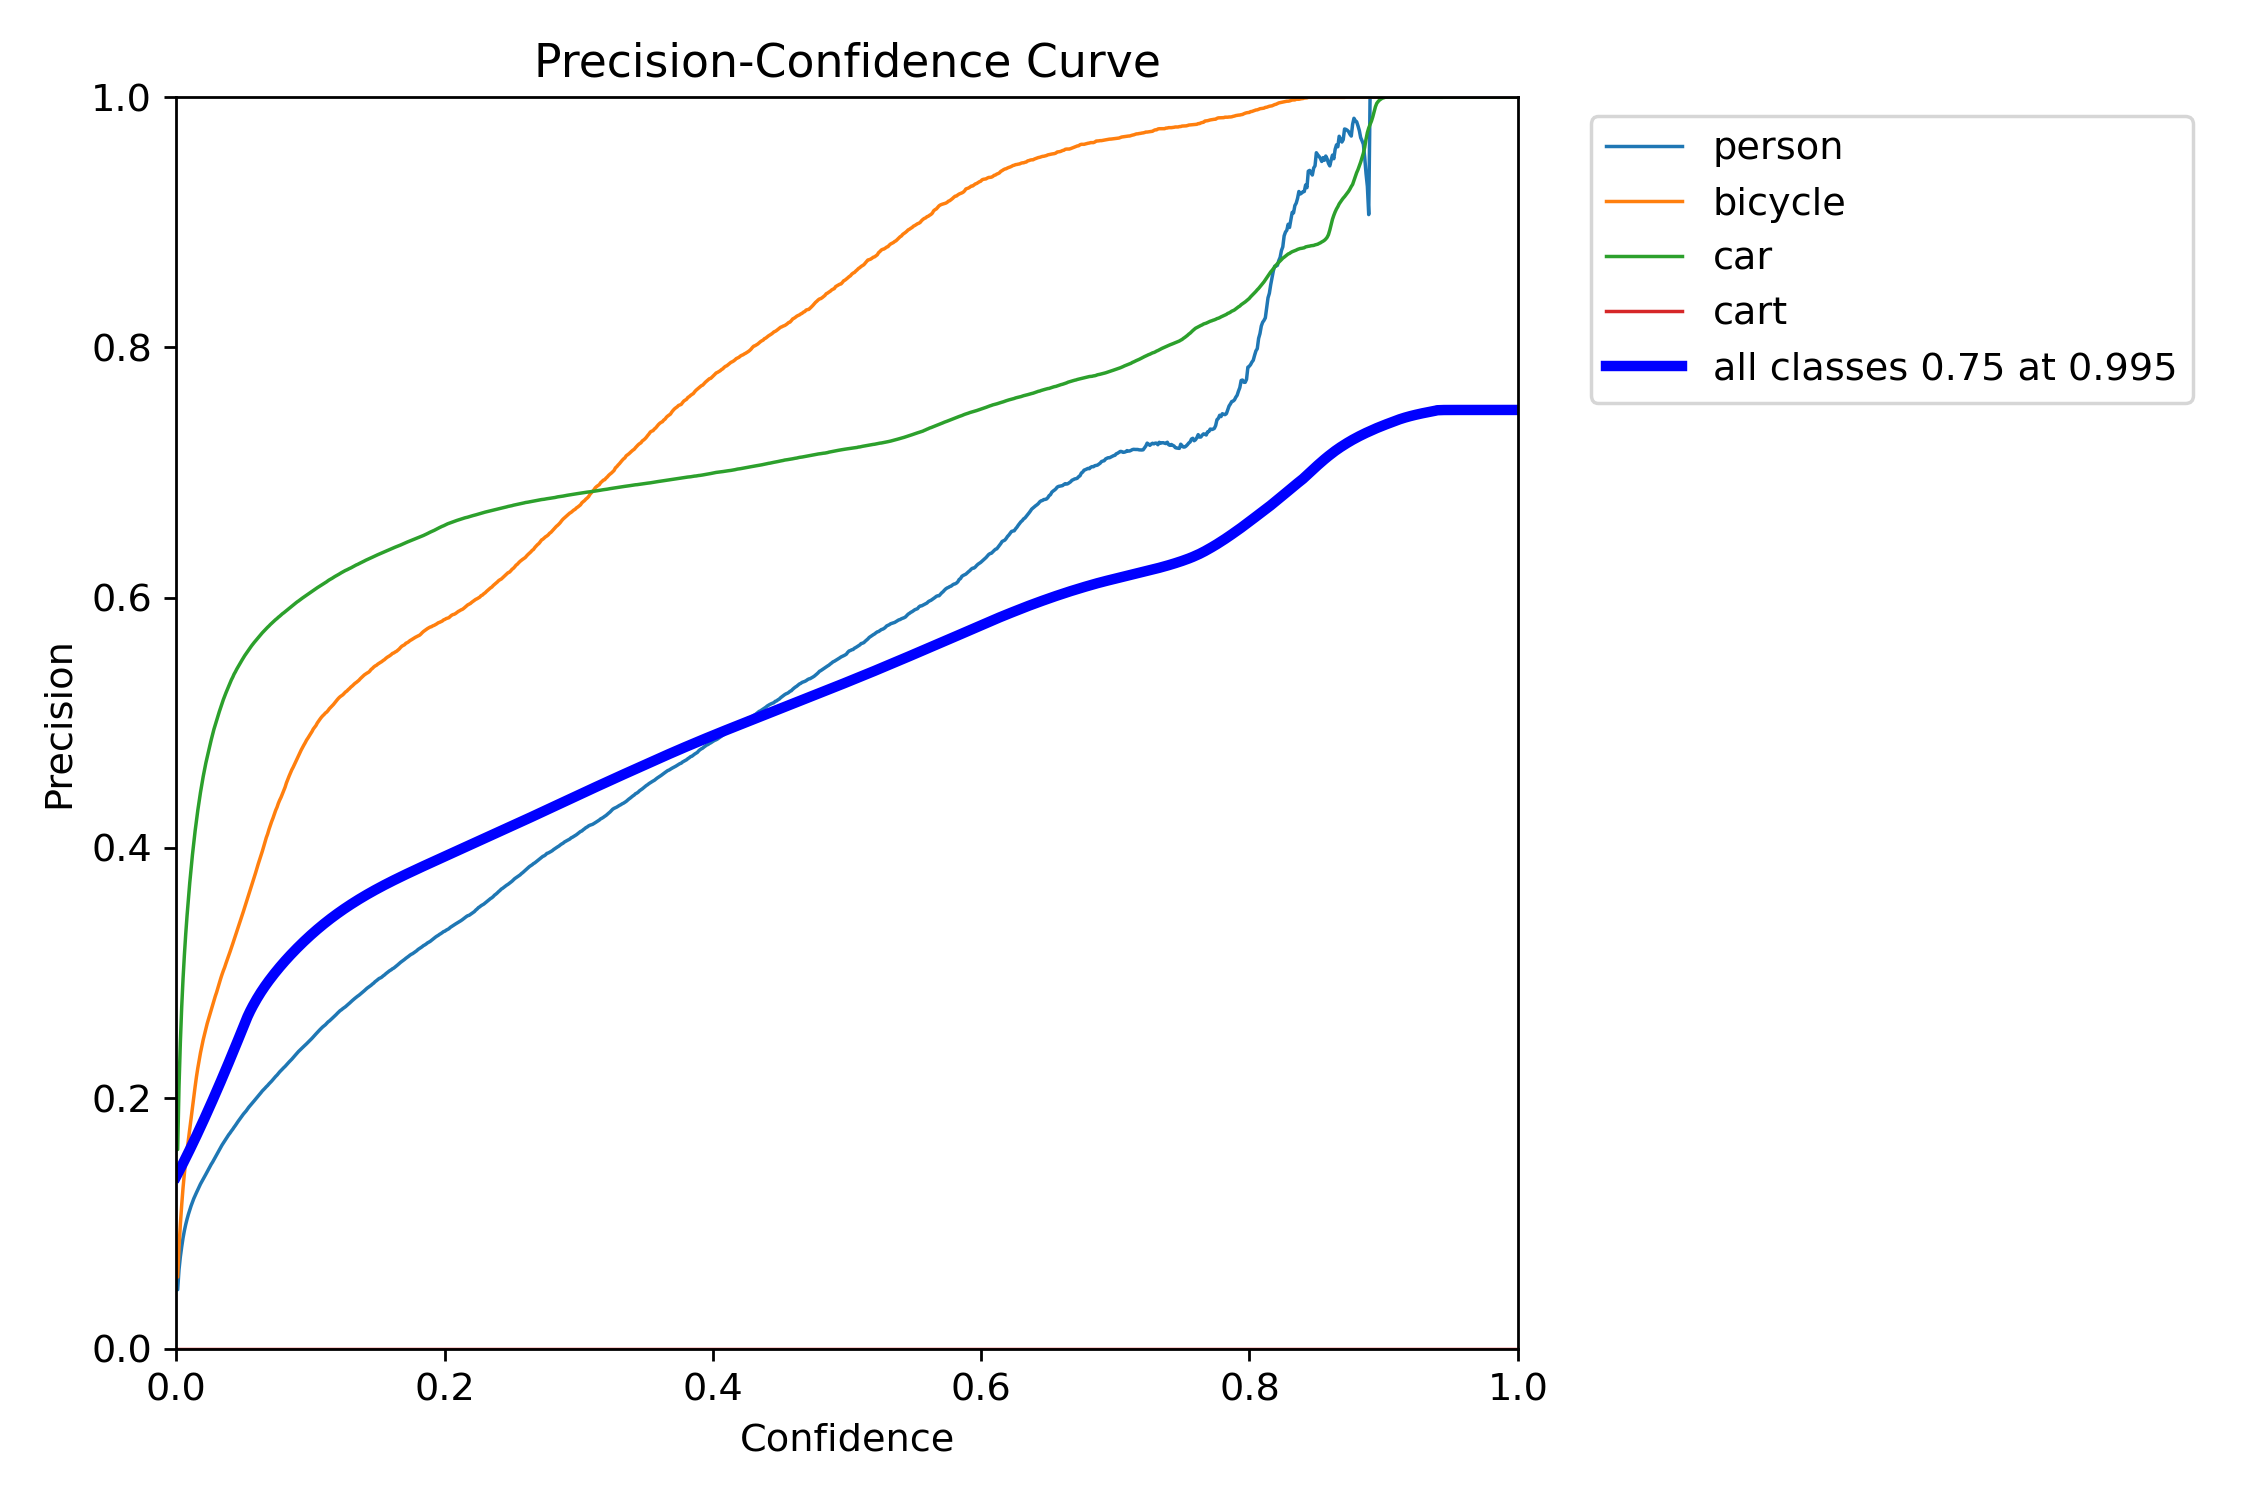 Precision-Confidence Curve
1.0
0.8
0.6
0.4
0.2
0.0
Precision
0.0 0.2 0.4 0.6 0.8 1.0
Confidence
person
bicycle
car
cart
all classes 0.75 at 0.995